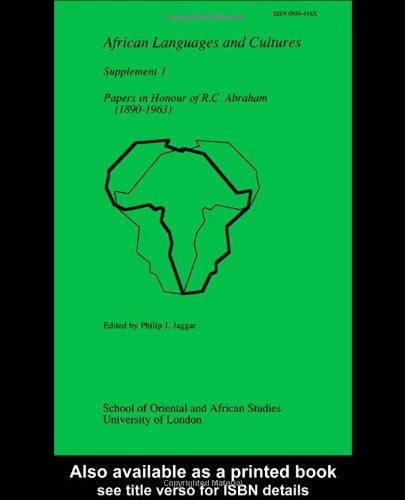 ISSN 0954-416X
African Languages and Cultures
Supplement 1
Papers in Honour of R.C. Abraham
(1890-1963)
Edited by Philip J. Jaggar
School of Oriental and African Studies
University of London
Also available as a printed book
see title verso for ISBN details